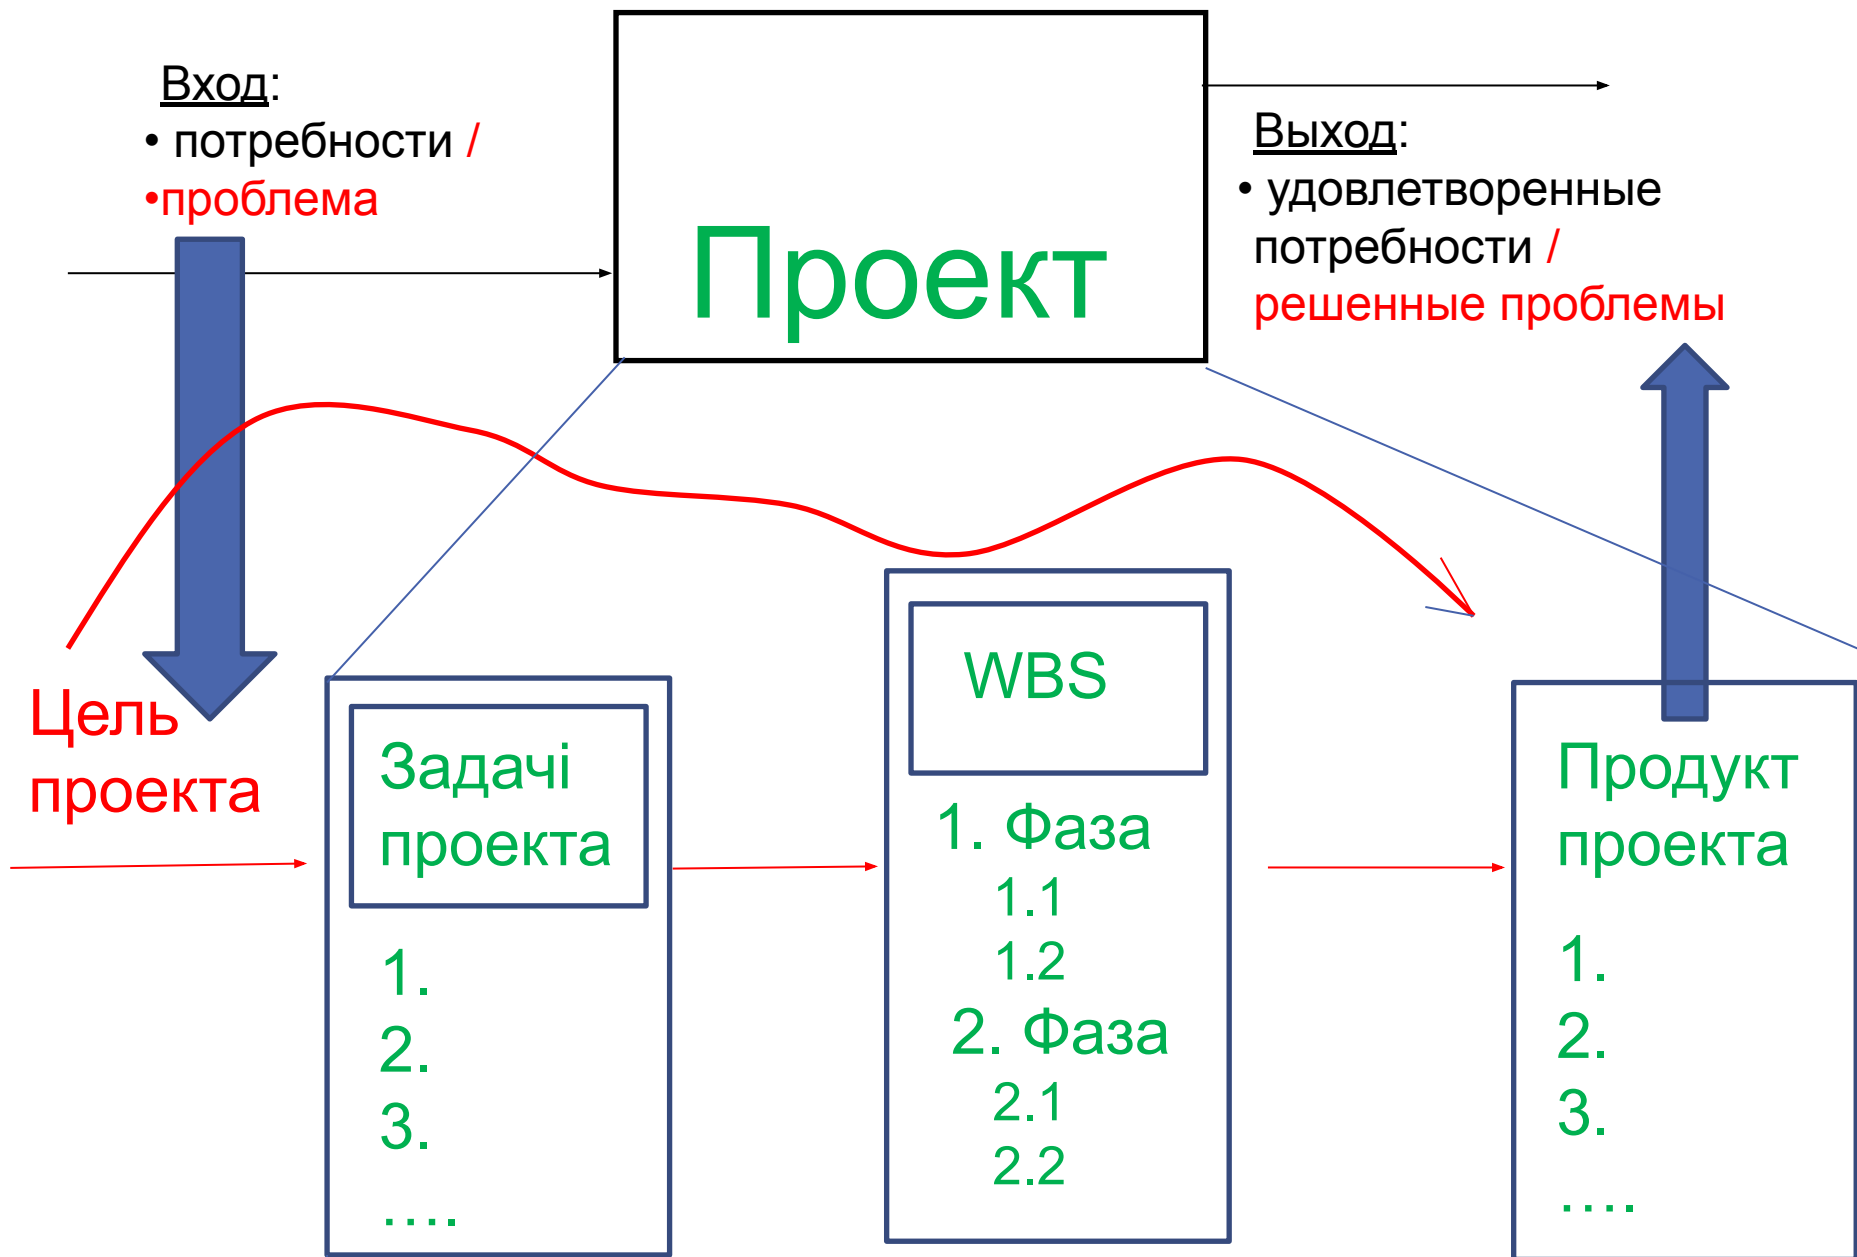 Вход:
• потребности /
•проблема
Проект
Выход:
• удовлетворенные
потребности /
решенные проблемы
Цель
проекта
Задачі
проекта
1.
2.
3.
….
WBS
1. Фаза
1.1
1.2
2. Фаза
2.1
2.2
Продукт
проекта
1.
2.
3.
….